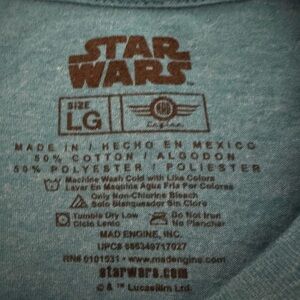 STAR
WARS
SIZE
LG
MADE IN / HECHO EN MEXICO
50% COTTON / ALGODON
50% POLYESTER / POLIESTER
Machine Wash Cold with Like Colors
Lavar En Maquina Agua Fria Por Colores
Only Non-Chlorine Bleach
Solo Blanqueador Sin Cloro
Tumble Dry Low
Ciclo Lento
Do Not Iron
No Planchar
MAD ENGINE, INC.
RN# 0101531 • www.madengine.com
starwars.com
© & ™ Lucasfilm Ltd.